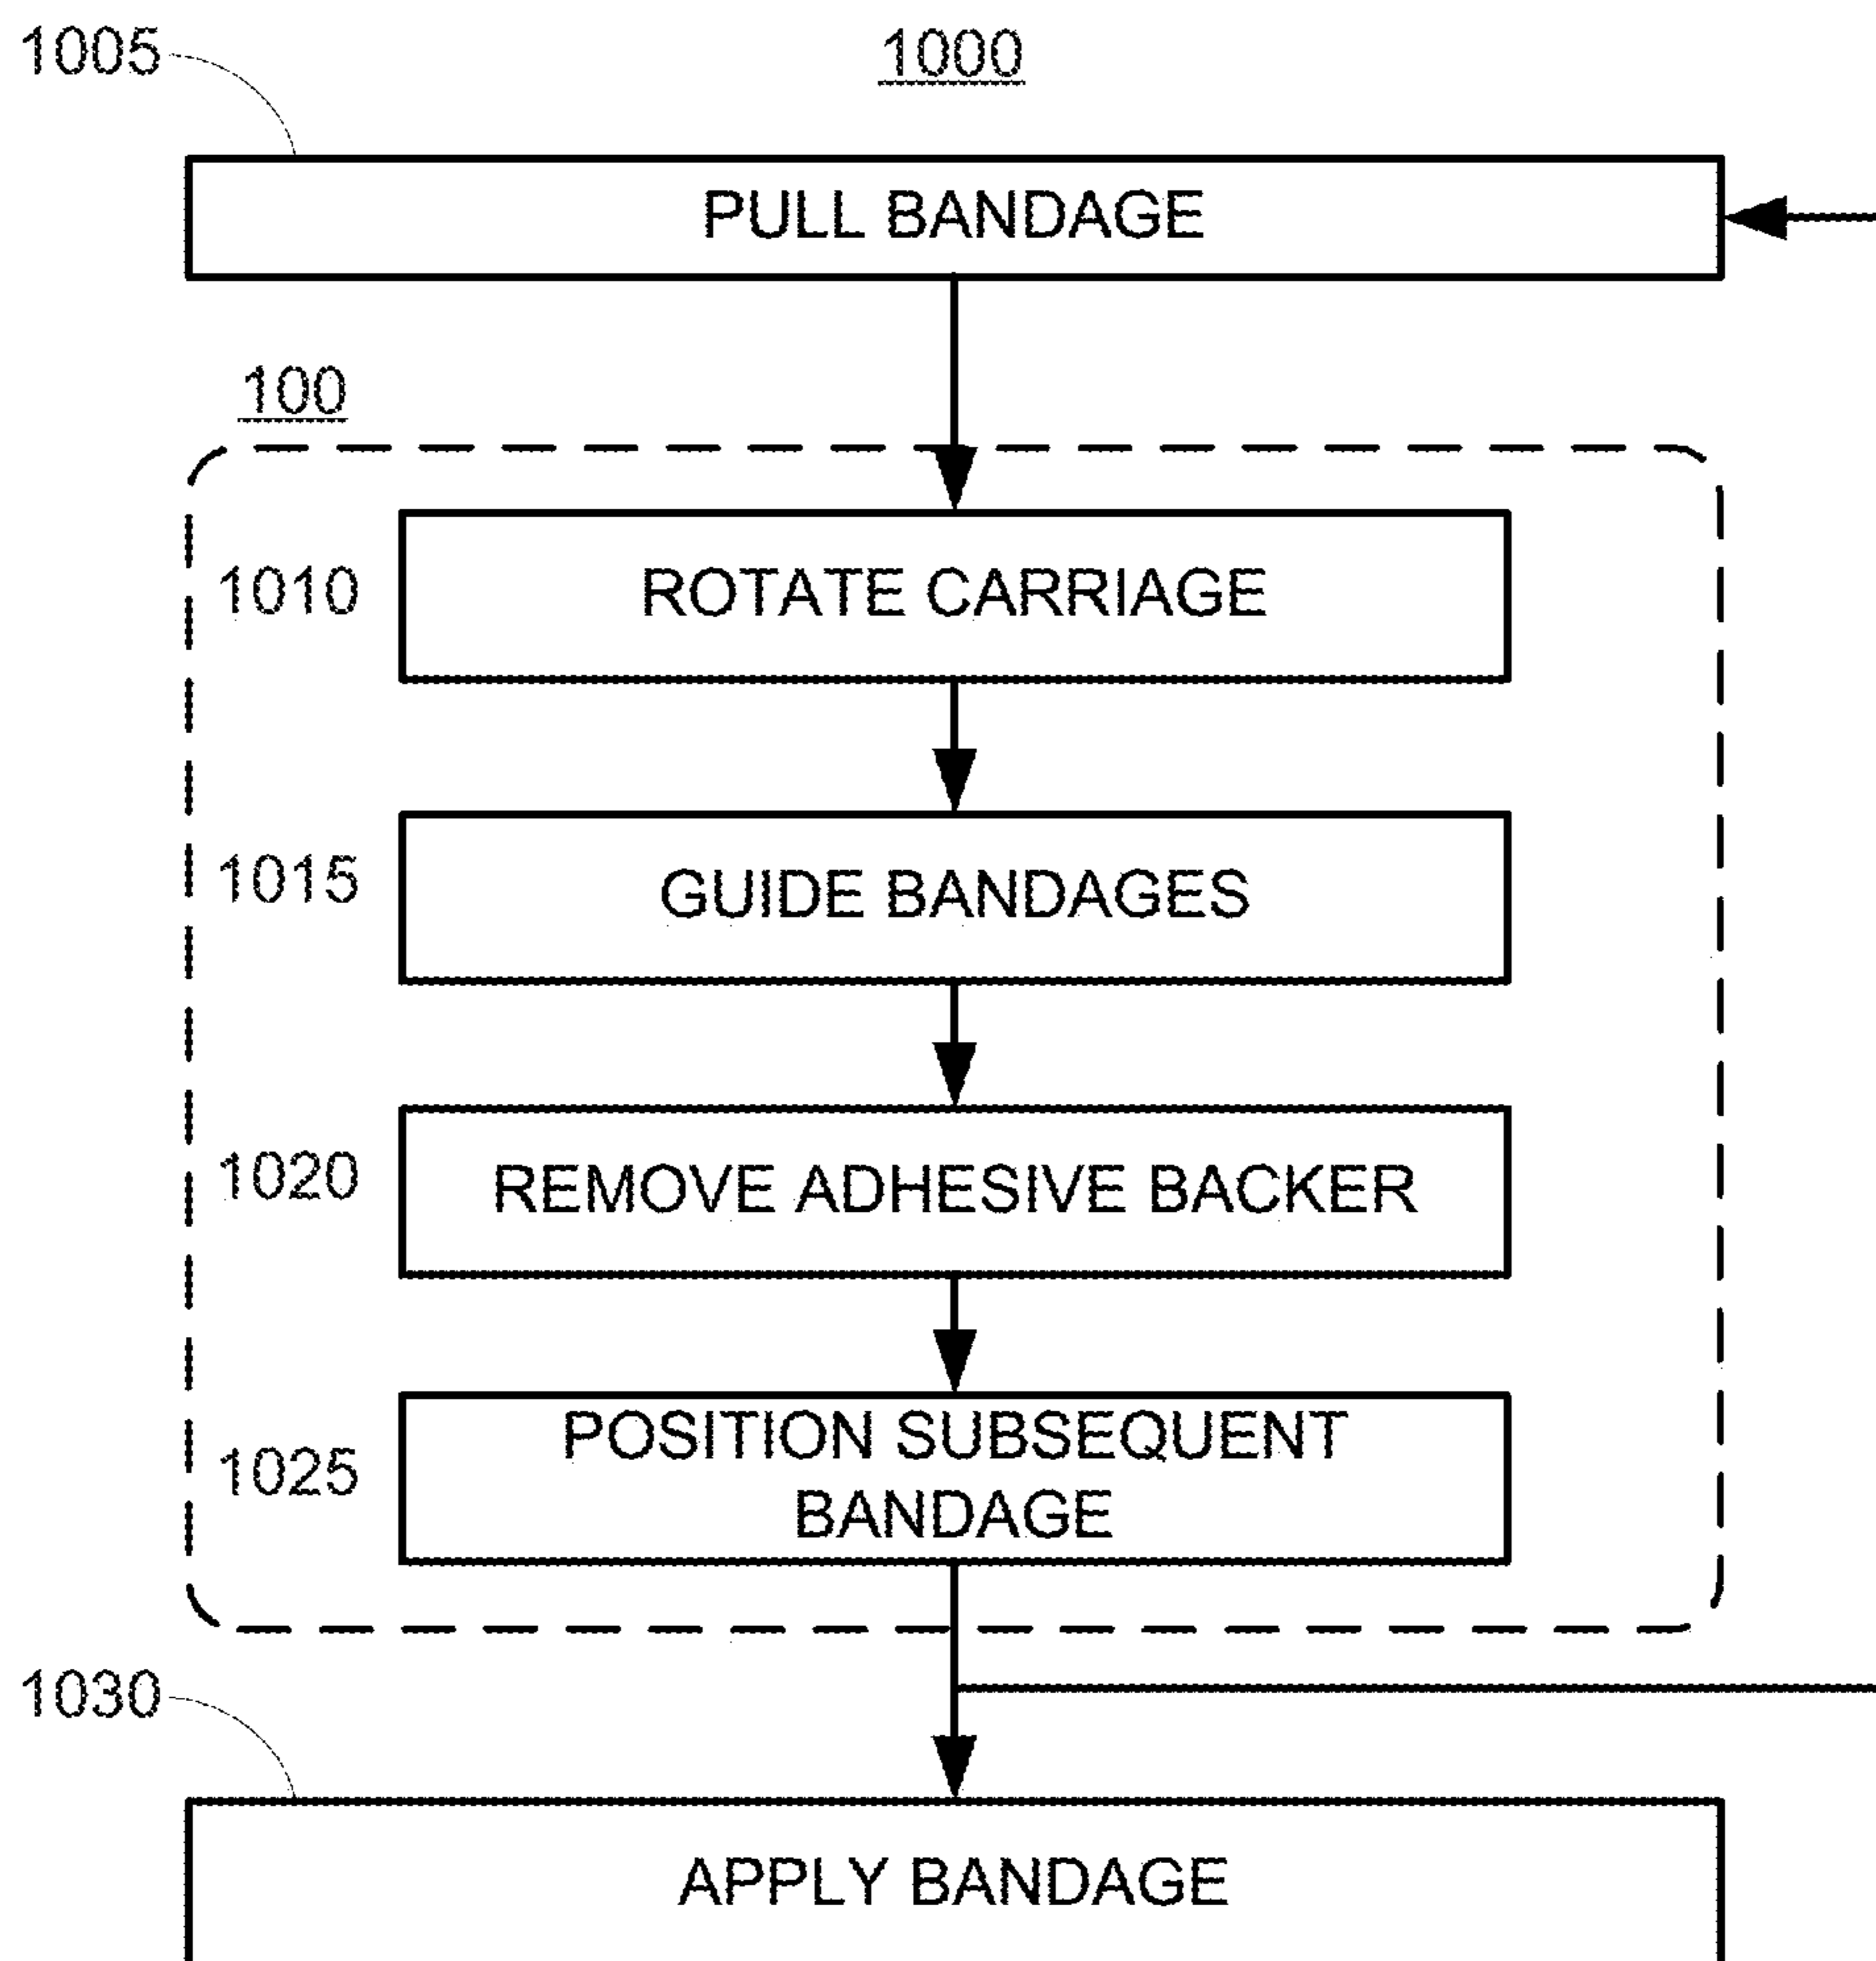 1005
1000
PULL BANDAGE
100
1010
ROTATE CARRIAGE
1015
GUIDE BANDAGES
1020
REMOVE ADHESIVE BACKER
1025
POSITION SUBSEQUENT
BANDAGE
1030
APPLY BANDAGE